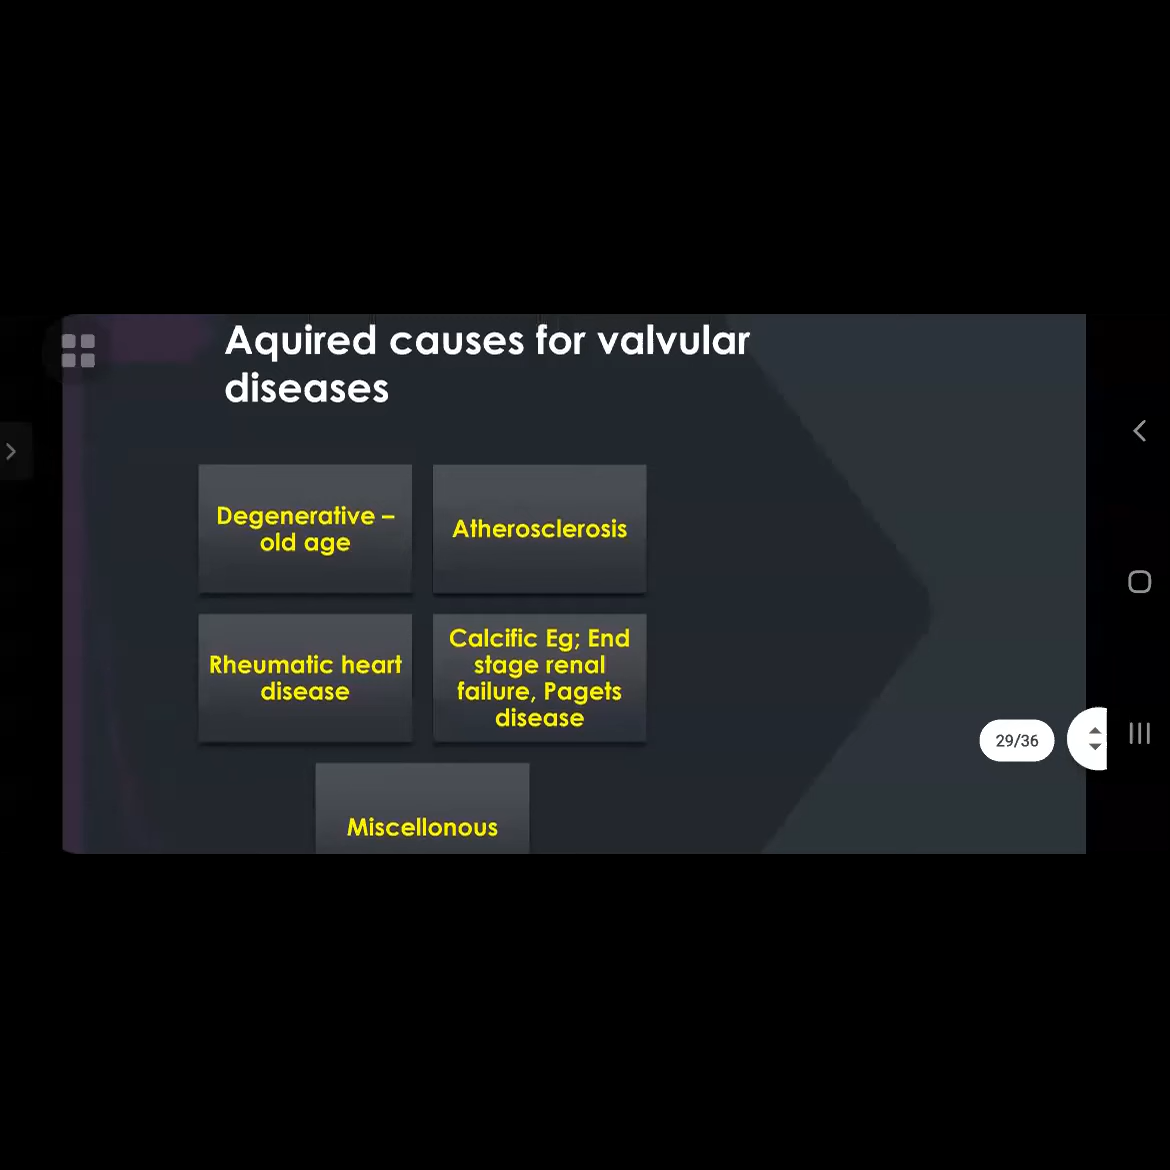 Aquired causes for valvular
diseases
Degenerative –
old age
Atherosclerosis
Rheumatic heart
disease
Calcific Eg; End
stage renal
failure, Pagets
disease
Miscellonous
29/36